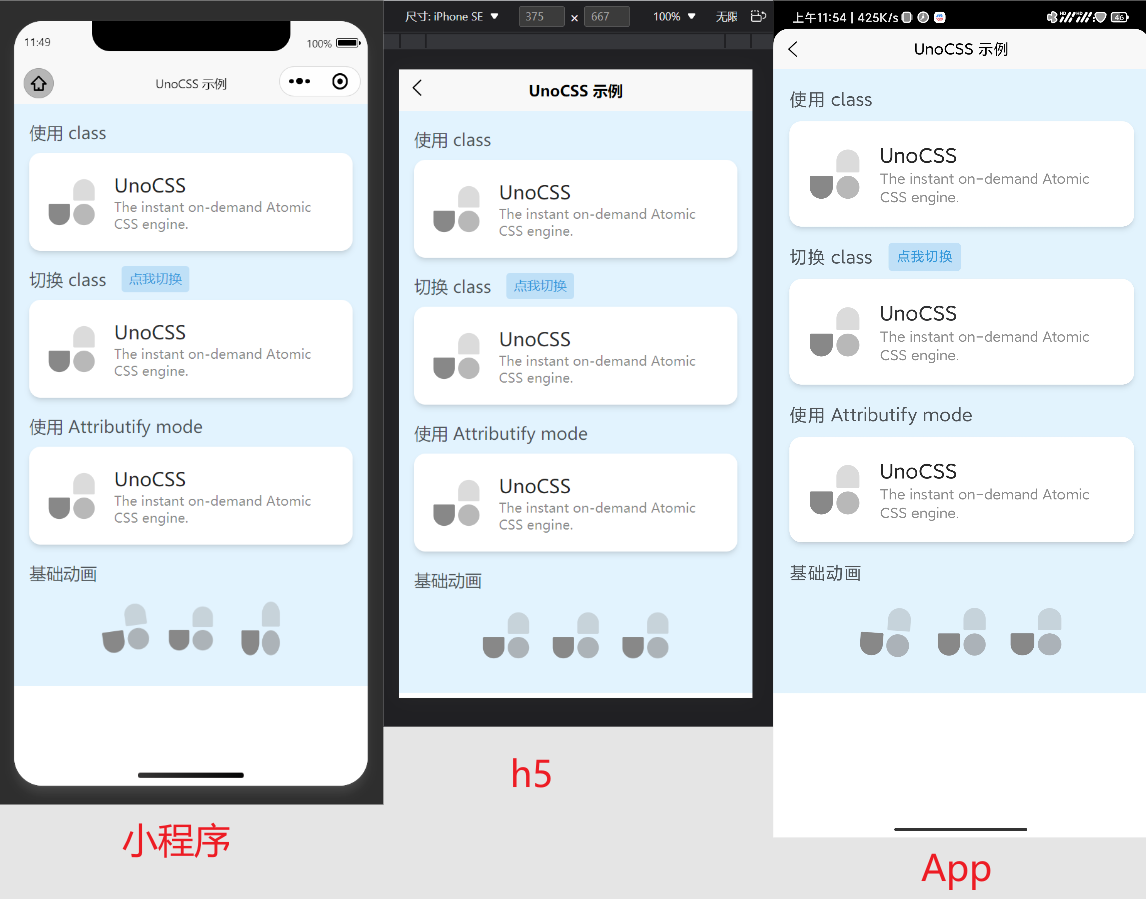 11:49
100%
UnoCSS 示例
使用 class
UnoCSS
The instant on-demand Atomic
CSS engine.
切换 class
点我切换
UnoCSS
The instant on-demand Atomic
CSS engine.
使用 Attributify mode
UnoCSS
The instant on-demand Atomic
CSS engine.
基础动画
小程序
尺寸: iPhone SE ▼
375 × 667
100% ▼
无限
UnoCSS 示例
使用 class
UnoCSS
The instant on-demand Atomic
CSS engine.
切换 class
点我切换
UnoCSS
The instant on-demand Atomic
CSS engine.
使用 Attributify mode
UnoCSS
The instant on-demand Atomic
CSS engine.
基础动画
h5
上午11:54 | 425K/s
UnoCSS 示例
使用 class
UnoCSS
The instant on-demand Atomic
CSS engine.
切换 class
点我切换
UnoCSS
The instant on-demand Atomic
CSS engine.
使用 Attributify mode
UnoCSS
The instant on-demand Atomic
CSS engine.
基础动画
App